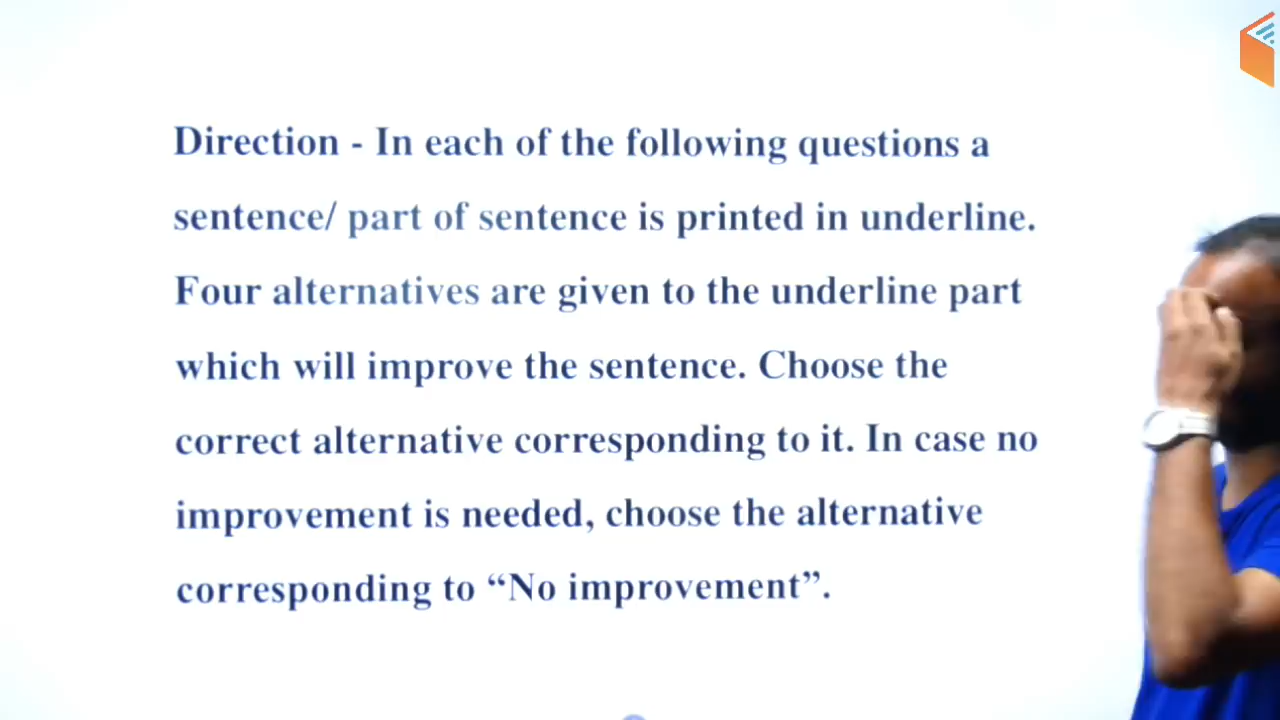 Direction - In each of the following questions a
sentence/ part of sentence is printed in underline.
Four alternatives are given to the underline part
which will improve the sentence. Choose the
correct alternative corresponding to it. In case no
improvement is needed, choose the alternative
corresponding to “No improvement”.